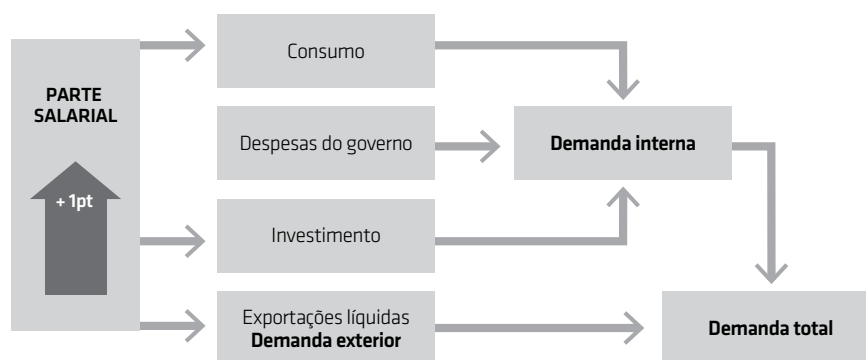 PARTE
SALARIAL
+ 1pt
Consumo
Despesas do governo
Investimento
Exportações líquidas
Demanda exterior
Demanda interna
Demanda total